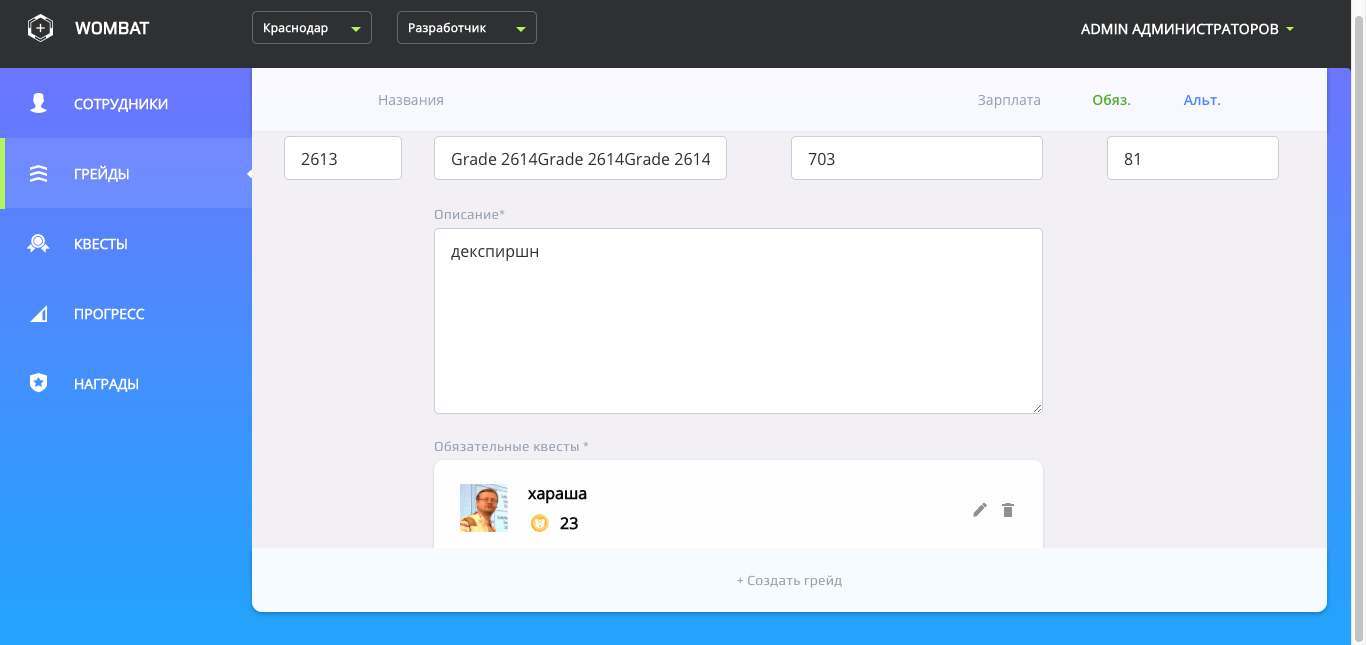 WOMBAT
Краснодар
Разработчик
ADMIN АДМИНИСТРАТОРОВ
СОТРУДНИКИ
ГРЕЙДЫ
КВЕСТЫ
ПРОГРЕСС
НАГРАДЫ
Названия
Зарплата
Обяз.
Альт.
2613
Grade 2614Grade 2614Grade 2614
703
81
Описание*
декспиршн
Обязательные квесты *
хараша
23
+ Создать грейд